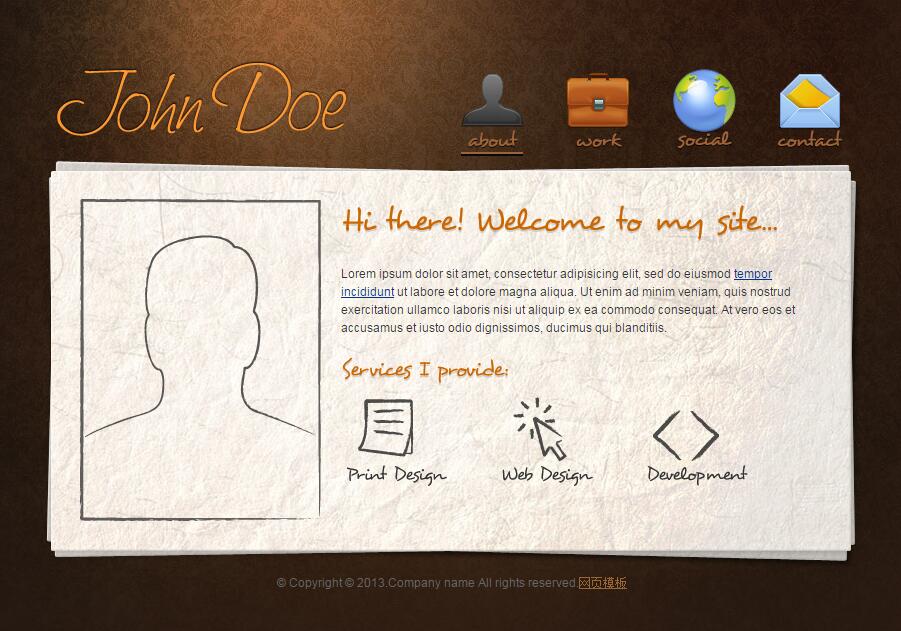 John Doe
about work social contact
Hi there! Welcome to my site...
Lorem ipsum dolor sit amet, consectetur adipisicing elit, sed do eiusmod tempor
incididunt ut labore et dolore magna aliqua. Ut enim ad minim veniam, quis nostrud
exercitation ullamco laboris nisi ut aliquip ex ea commodo consequat. At vero eos et
accusamus et iusto odio dignissimos, ducimus qui blanditiis.
Services I provide:
Print Design Web Design Development
© Copyright © 2013.Company name All rights reserved.网页模板